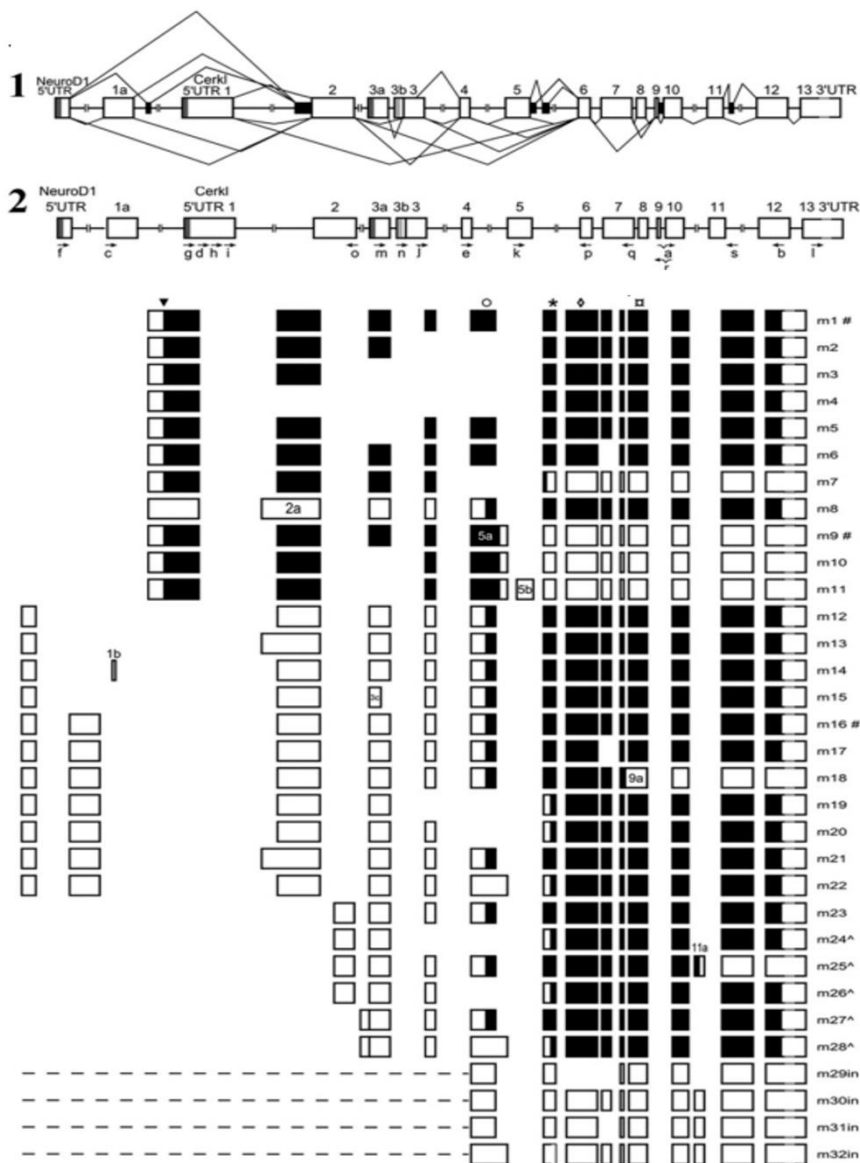 1
NeuroD1 Cerkl
5'UTR 1a 5'UTR 1 2 3a 3b 3 4 5 6 7 8 9 10 11 12 13 3'UTR
2
NeuroD1 Cerkl
5'UTR 1a 5'UTR 1 2 3a 3b 3 4 5 6 7 8 9 10 11 12 13 3'UTR
f c g d h i o m n j e k p q a s b l
r
▼ ○ * ◊ ¤
m1 #
m2
m3
m4
m5
m6
m7
2a m8
5a m9 #
m10
5b m11
m12
m13
1b m14
3c m15
m16 #
m17
9a m18
m19
m20
m21
m22
m23
m24^
11a
m25^
m26^
m27^
m28^
m29in
m30in
m31in
m32in